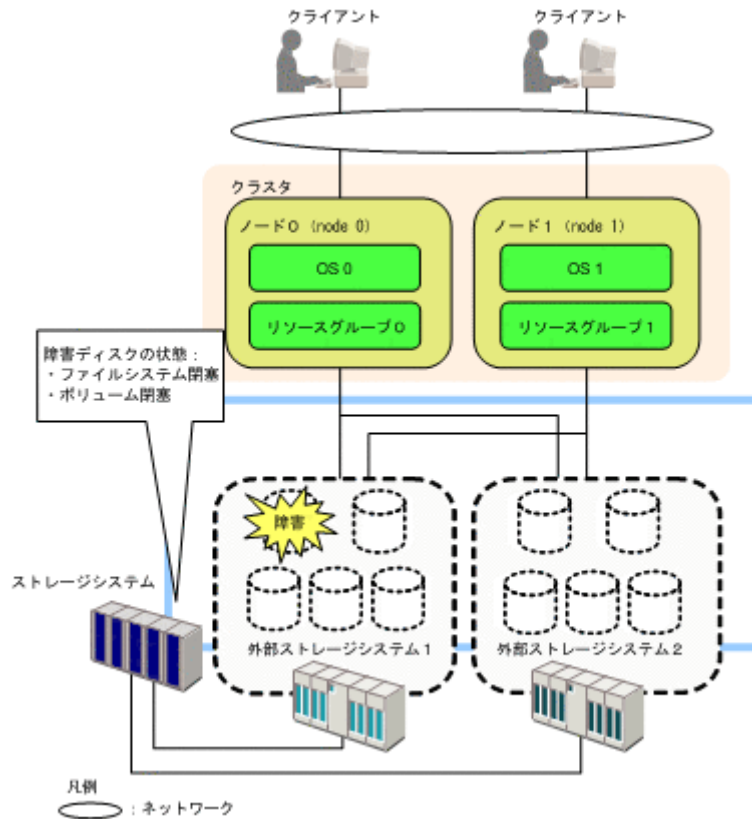 クライアント
クライアント
クラスタ
ノード０ (node 0)
OS 0
リソースグループ０
ノード１ (node 1)
OS 1
リソースグループ１
障害ディスクの状態：
・ファイルシステム閉塞
・ボリューム閉塞
障害
ストレージシステム
外部ストレージシステム１
外部ストレージシステム２
凡例
：ネットワーク